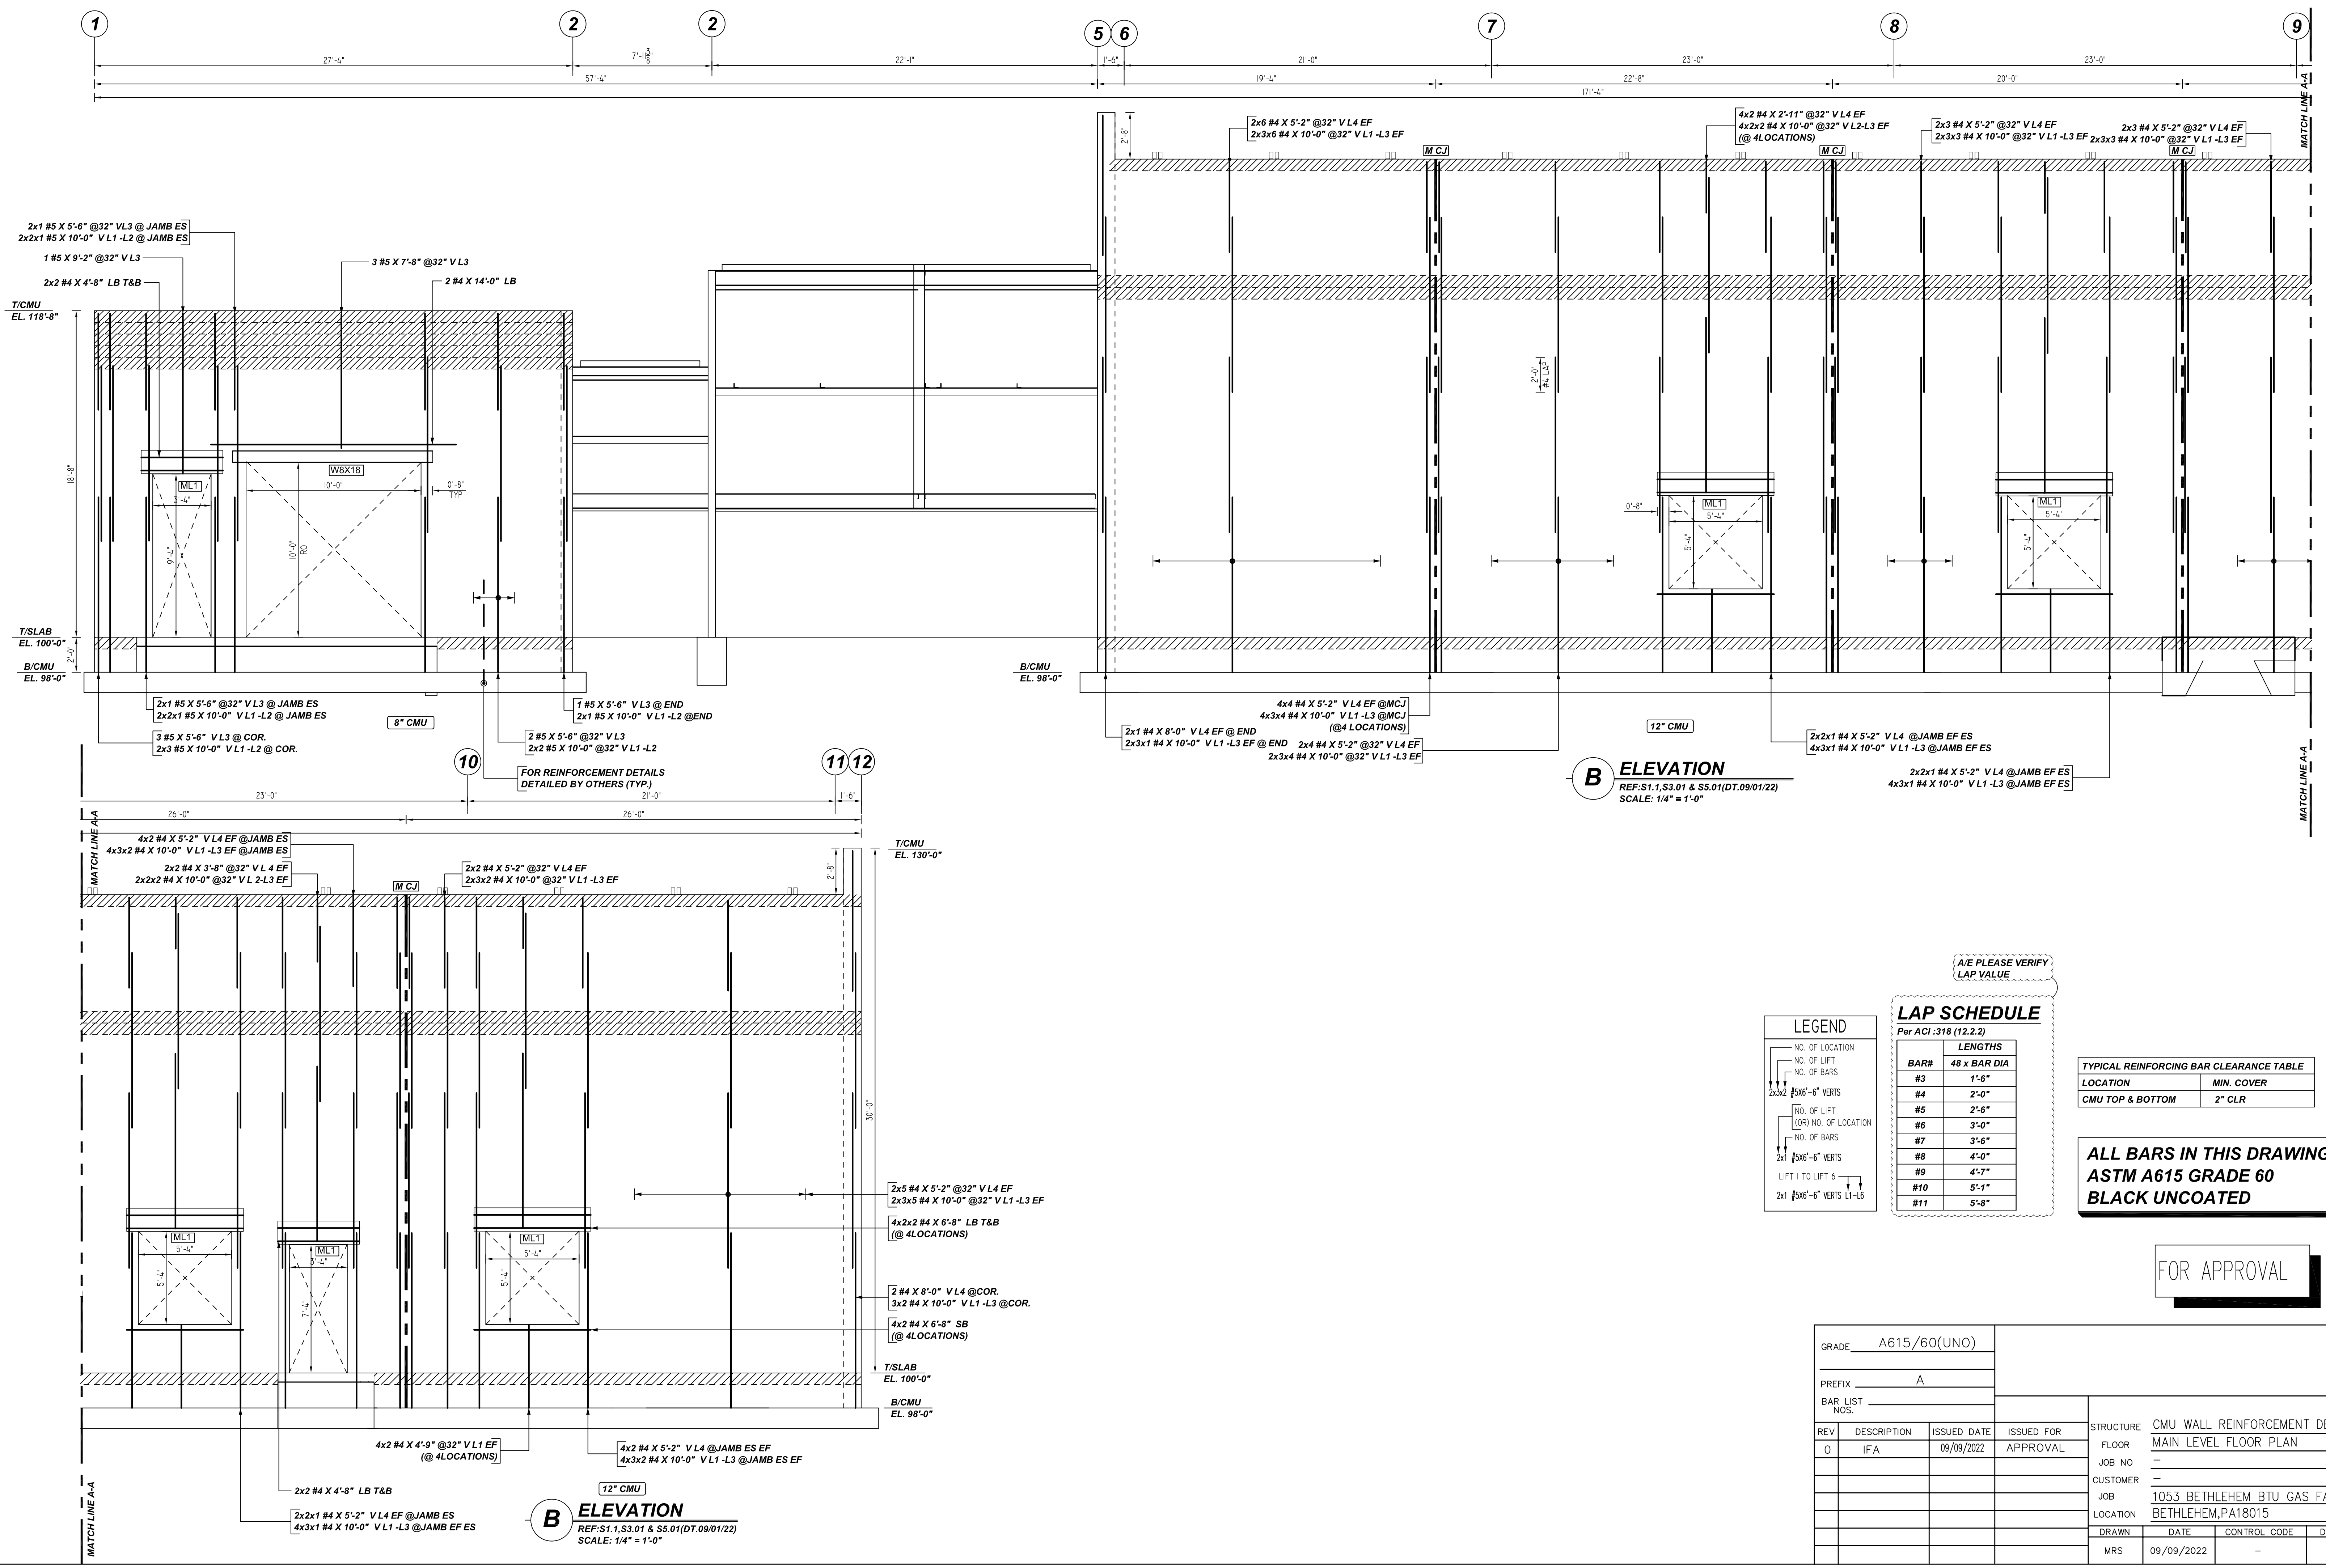 1
2
2
5
6
7
8
9
27'-4"
7'-11 3/8"
22'-1"
1'-6"
21'-0"
23'-0"
23'-0"
57'-4"
19'-4"
22'-8"
20'-0"
171'-4"
MATCH LINE A-A
2'-8"
2x6 #4 X 5'-2" @32" V L4 EF
2x3x6 #4 X 10'-0" @32" V L1 -L3 EF
4x2 #4 X 2'-11" @32" V L4 EF
4x2x2 #4 X 10'-0" @32" V L2-L3 EF
(@ 4LOCATIONS)
2x3 #4 X 5'-2" @32" V L4 EF
2x3x3 #4 X 10'-0" @32" V L1 -L3 EF
2x3 #4 X 5'-2" @32" V L4 EF
2x3x3 #4 X 10'-0" @32" V L1 -L3 EF
M CJ
M CJ
M CJ
2x1 #5 X 5'-6" @32" VL3 @ JAMB ES
2x2x1 #5 X 10'-0" V L1 -L2 @ JAMB ES
1 #5 X 9'-2" @32" V L3
2x2 #4 X 4'-8" LB T&B
3 #5 X 7'-8" @32" V L3
2 #4 X 14'-0" LB
T/CMU
EL. 118'-8"
18'-8"
ML1
3'-4"
9'-4"
W8X18
10'-0"
10'-0"
RO
0'-8"
TYP
2'-0"
#4 LAP
0'-8"
ML1
5'-4"
5'-4"
ML1
5'-4"
5'-4"
T/SLAB
EL. 100'-0"
2'-0"
B/CMU
EL. 98'-0"
B/CMU
EL. 98'-0"
2x1 #5 X 5'-6" @32" V L3 @ JAMB ES
2x2x1 #5 X 10'-0" V L1 -L2 @ JAMB ES
3 #5 X 5'-6" V L3 @ COR.
2x3 #5 X 10'-0" V L1 -L2 @ COR.
8" CMU
1 #5 X 5'-6" V L3 @ END
2x1 #5 X 10'-0" V L1 -L2 @END
2 #5 X 5'-6" @32" V L3
2x2 #5 X 10'-0" @32" V L1 -L2
FOR REINFORCEMENT DETAILS
DETAILED BY OTHERS (TYP.)
4x4 #4 X 5'-2" V L4 EF @MCJ
4x3x4 #4 X 10'-0" V L1 -L3 @MCJ
(@4 LOCATIONS)
2x1 #4 X 8'-0" V L4 EF @ END
2x3x1 #4 X 10'-0" V L1 -L3 EF @ END
2x4 #4 X 5'-2" @32" V L4 EF
2x3x4 #4 X 10'-0" @32" V L1 -L3 EF
12" CMU
2x2x1 #4 X 5'-2" V L4 @JAMB EF ES
4x3x1 #4 X 10'-0" V L1 -L3 @JAMB EF ES
2x2x1 #4 X 5'-2" V L4 @JAMB EF ES
4x3x1 #4 X 10'-0" V L1 -L3 @JAMB EF ES
B
ELEVATION
REF:S1.1,S3.01 & S5.01(DT.09/01/22)
SCALE: 1/4" = 1'-0"
MATCH LINE A-A
10
11
12
23'-0"
21'-0"
1'-6"
26'-0"
26'-0"
MATCH LINE A-A
4x2 #4 X 5'-2" V L4 EF @JAMB ES
4x3x2 #4 X 10'-0" V L1 -L3 EF @JAMB ES
2x2 #4 X 3'-8" @32" V L 4 EF
2x2x2 #4 X 10'-0" @32" V L 2-L3 EF
2x2 #4 X 5'-2" @32" V L4 EF
2x3x2 #4 X 10'-0" @32" V L1 -L3 EF
M CJ
2'-8"
T/CMU
EL. 130'-0"
30'-0"
ML1
5'-4"
5'-4"
ML1
3'-4"
7'-4"
ML1
5'-4"
5'-4"
2x5 #4 X 5'-2" @32" V L4 EF
2x3x5 #4 X 10'-0" @32" V L1 -L3 EF
4x2x2 #4 X 6'-8" LB T&B
(@ 4LOCATIONS)
2 #4 X 8'-0" V L4 @COR.
3x2 #4 X 10'-0" V L1 -L3 @COR.
4x2 #4 X 6'-8" SB
(@ 4LOCATIONS)
T/SLAB
EL. 100'-0"
B/CMU
EL. 98'-0"
4x2 #4 X 4'-9" @32" V L1 EF
(@ 4LOCATIONS)
4x2 #4 X 5'-2" V L4 @JAMB ES EF
4x3x2 #4 X 10'-0" V L1 -L3 @JAMB ES EF
2x2 #4 X 4'-8" LB T&B
2x2x1 #4 X 5'-2" V L4 EF @JAMB ES
4x3x1 #4 X 10'-0" V L1 -L3 @JAMB EF ES
12" CMU
B
ELEVATION
REF:S1.1,S3.01 & S5.01(DT.09/01/22)
SCALE: 1/4" = 1'-0"
MATCH LINE A-A
A/E PLEASE VERIFY
LAP VALUE
LEGEND
NO. OF LOCATION
NO. OF LIFT
NO. OF BARS
2x3x2 #5X6'-6" VERTS
NO. OF LIFT
(OR) NO. OF LOCATION
NO. OF BARS
2x1 #5X6'-6" VERTS
LIFT 1 TO LIFT 6
2x1 #5X6'-6" VERTS L1-L6
LAP SCHEDULE
Per ACI :318 (12.2.2)
LENGTHS
BAR# 48 x BAR DIA
#3 1'-6"
#4 2'-0"
#5 2'-6"
#6 3'-0"
#7 3'-6"
#8 4'-0"
#9 4'-7"
#10 5'-1"
#11 5'-8"
TYPICAL REINFORCING BAR CLEARANCE TABLE
LOCATION MIN. COVER
CMU TOP & BOTTOM 2" CLR
ALL BARS IN THIS DRAWING
ASTM A615 GRADE 60
BLACK UNCOATED
FOR APPROVAL
GRADE A615/60(UNO)
PREFIX A
BAR LIST
NOS.
REV DESCRIPTION ISSUED DATE ISSUED FOR
0 IFA 09/09/2022 APPROVAL
STRUCTURE CMU WALL REINFORCEMENT DE
FLOOR MAIN LEVEL FLOOR PLAN
JOB NO -
CUSTOMER -
JOB 1053 BETHLEHEM BTU GAS FA
LOCATION BETHLEHEM,PA18015
DRAWN DATE CONTROL CODE D
MRS 09/09/2022 -